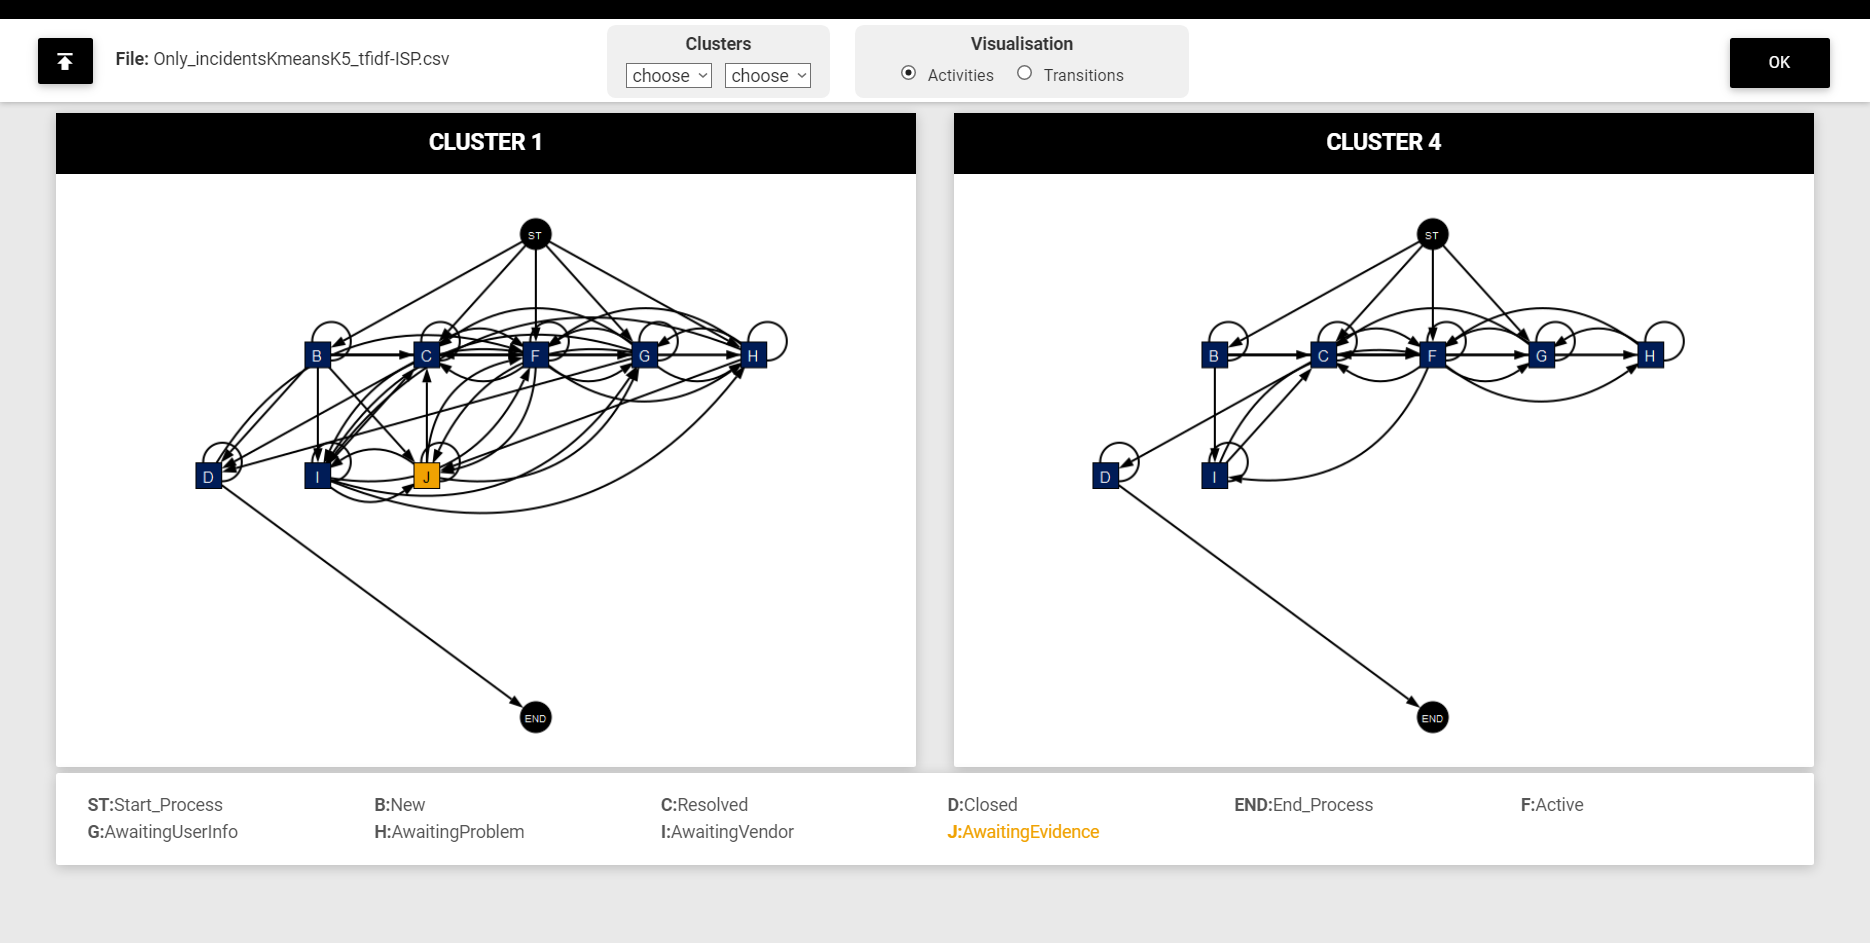 File: Only_incidentsKmeansK5_tfidf-ISP.csv
Clusters
choose choose
Visualisation
Activities Transitions
OK
CLUSTER 1
ST
B C F G H
D I J
END
CLUSTER 4
ST
B C F G H
D I
END
ST:Start_Process B:New C:Resolved D:Closed END:End_Process F:Active
G:AwaitingUserInfo H:AwaitingProblem I:AwaitingVendor J:AwaitingEvidence